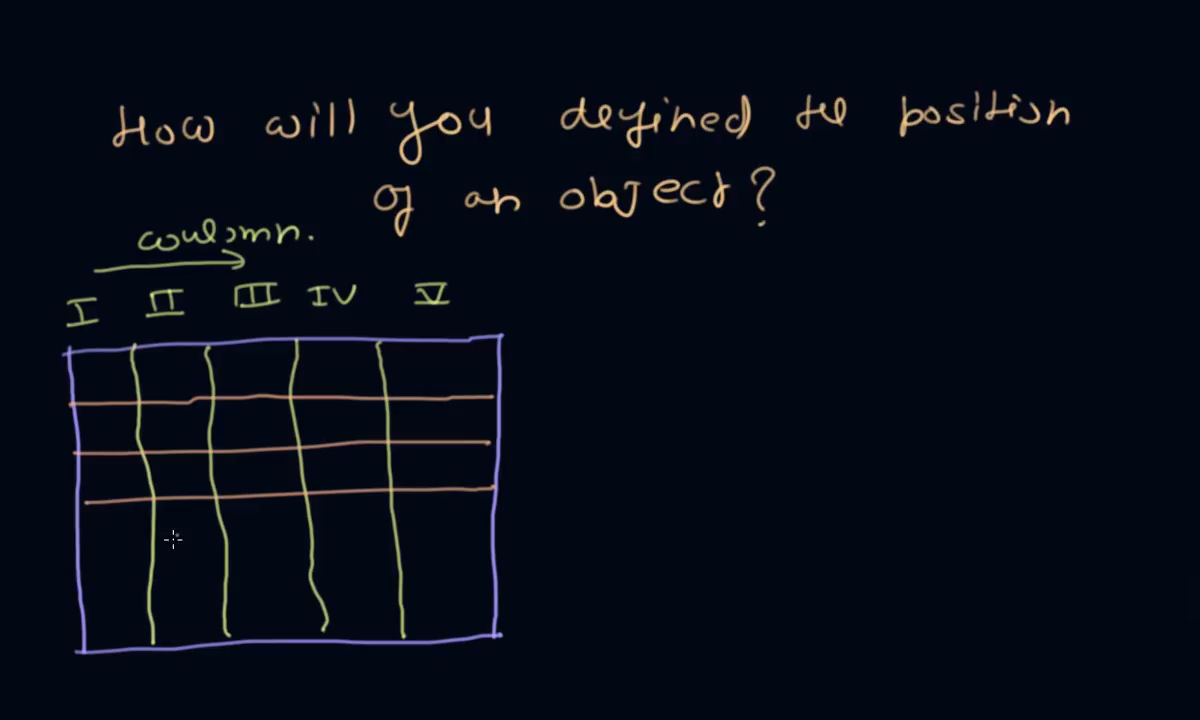 How will you defined the position
of an object?
coulomn.
I II III IV V